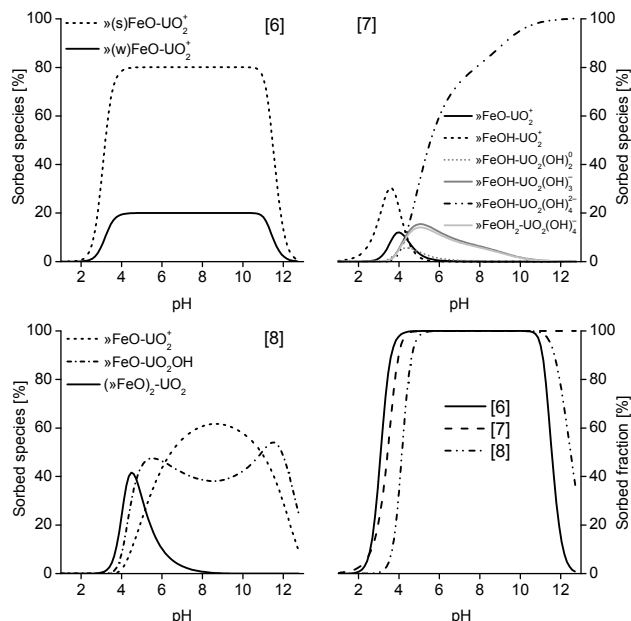 »(s)FeO-UO₂⁺
»(w)FeO-UO₂⁺
[6]
100
80
60
40
20
0
Sorbed species [%]
0 2 4 6 8 10 12
pH
[7]
»FeO-UO₂⁺
»FeOH-UO₂⁺
»FeOH-UO₂(OH)₂⁰
»FeOH-UO₂(OH)₃⁻
»FeOH-UO₂(OH)₄²⁻
»FeOH₂-UO₂(OH)₄⁻
100
80
60
40
20
0
Sorbed species [%]
2 4 6 8 10 12
pH
»FeO-UO₂⁺
»FeO-UO₂OH
(»FeO)₂-UO₂
[8]
100
80
60
40
20
0
Sorbed species [%]
0 2 4 6 8 10 12
pH
[6]
[7]
[8]
100
80
60
40
20
0
Sorbed fraction [%]
2 4 6 8 10 12
pH